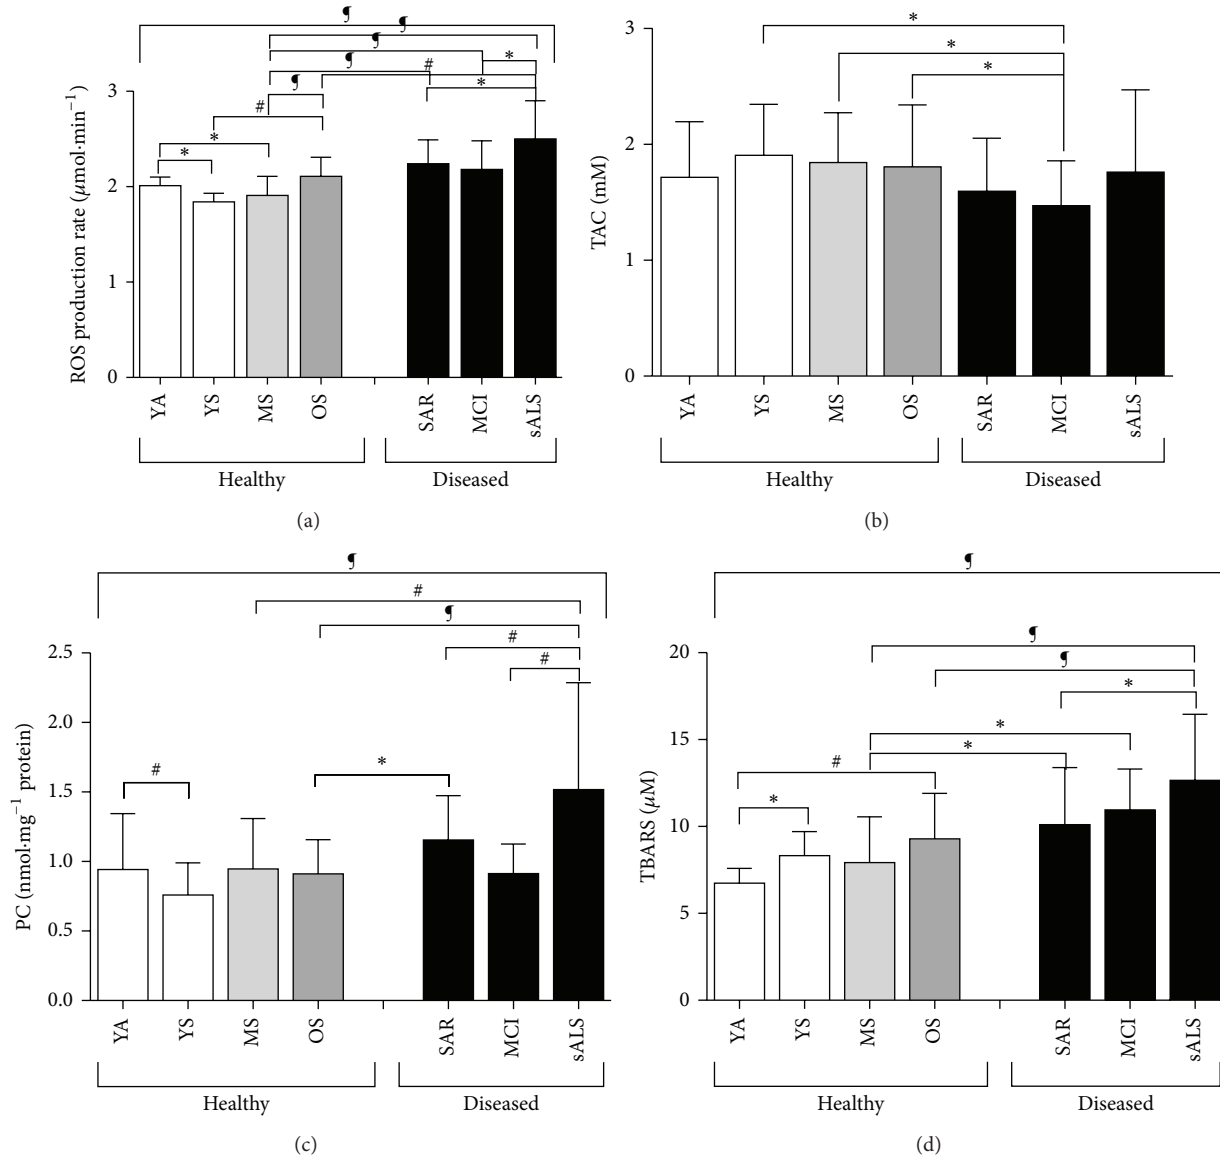 ¶
¶
¶
*
¶
#
¶
*
#
*
*
3
2
1
0
ROS production rate (μmol·min⁻¹)
YA
YS
MS
OS
SAR
MCI
sALS
Healthy
Diseased
(a)
*
*
*
3
2
1
0
TAC (mM)
YA
YS
MS
OS
SAR
MCI
sALS
Healthy
Diseased
(b)
¶
#
¶
#
#
*
#
2.5
2.0
1.5
1.0
0.5
0.0
PC (nmol·mg⁻¹ protein)
YA
YS
MS
OS
SAR
MCI
sALS
Healthy
Diseased
(c)
¶
¶
¶
*
*
*
#
*
20
15
10
5
0
TBARS (μM)
YA
YS
MS
OS
SAR
MCI
sALS
Healthy
Diseased
(d)